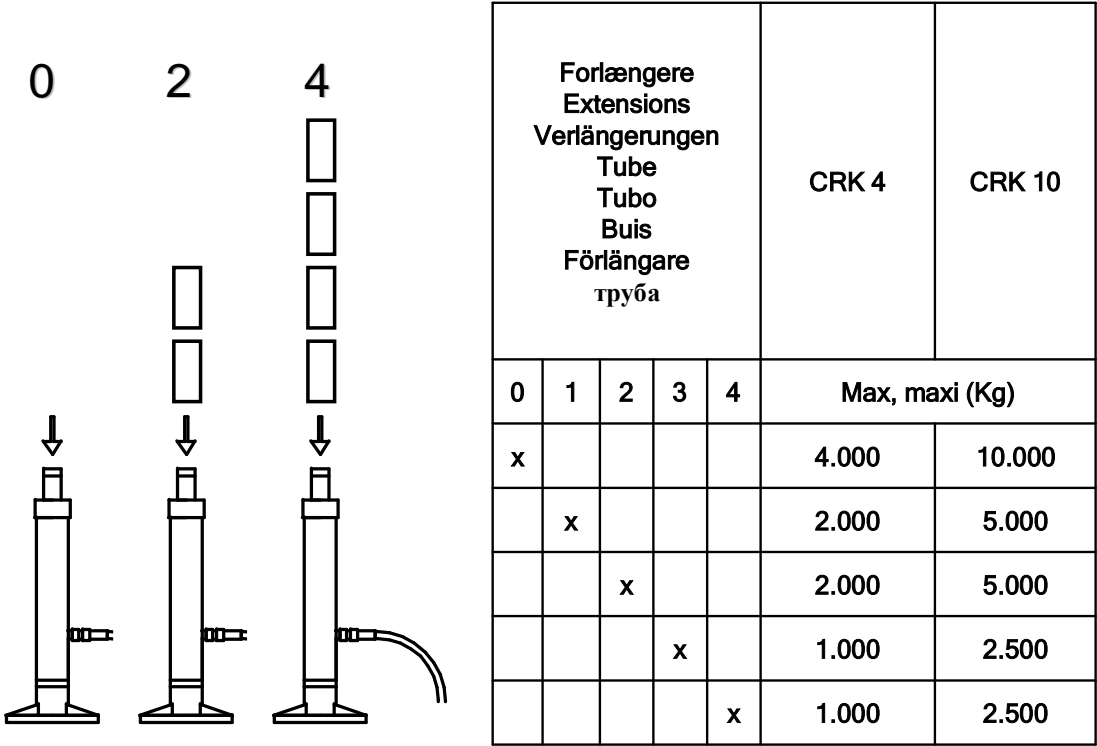 0 2 4
Forlængere
Extensions
Verlängerungen
Tube
Tubo
Buis
Förlängare
труба
CRK 4 CRK 10
0 1 2 3 4 Max, maxi (Kg)
x 4.000 10.000
x 2.000 5.000
x 2.000 5.000
x 1.000 2.500
x 1.000 2.500